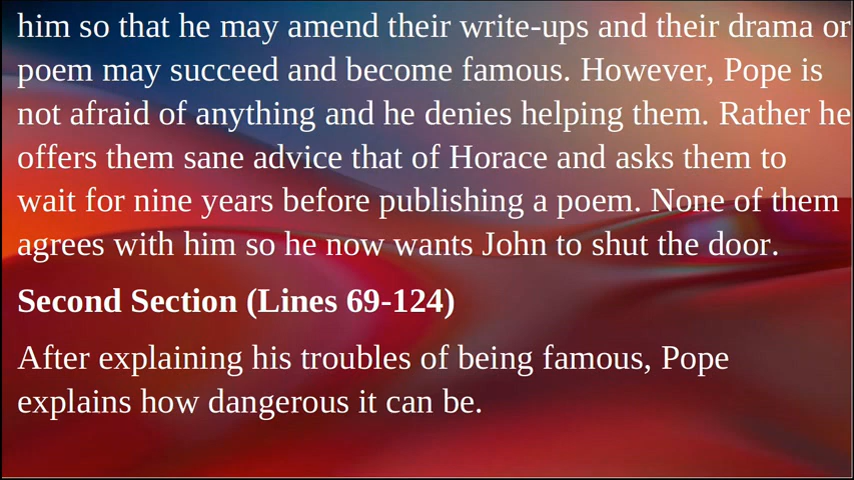 him so that he may amend their write-ups and their drama or
poem may succeed and become famous. However, Pope is
not afraid of anything and he denies helping them. Rather he
offers them sane advice that of Horace and asks them to
wait for nine years before publishing a poem. None of them
agrees with him so he now wants John to shut the door.
Second Section (Lines 69-124)
After explaining his troubles of being famous, Pope
explains how dangerous it can be.